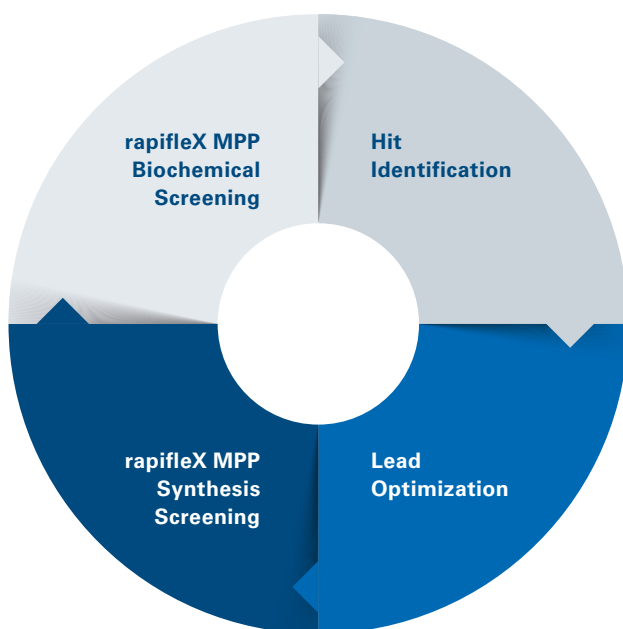 rapifleX MPP
Biochemical
Screening
Hit
Identification
rapifleX MPP
Synthesis
Screening
Lead
Optimization